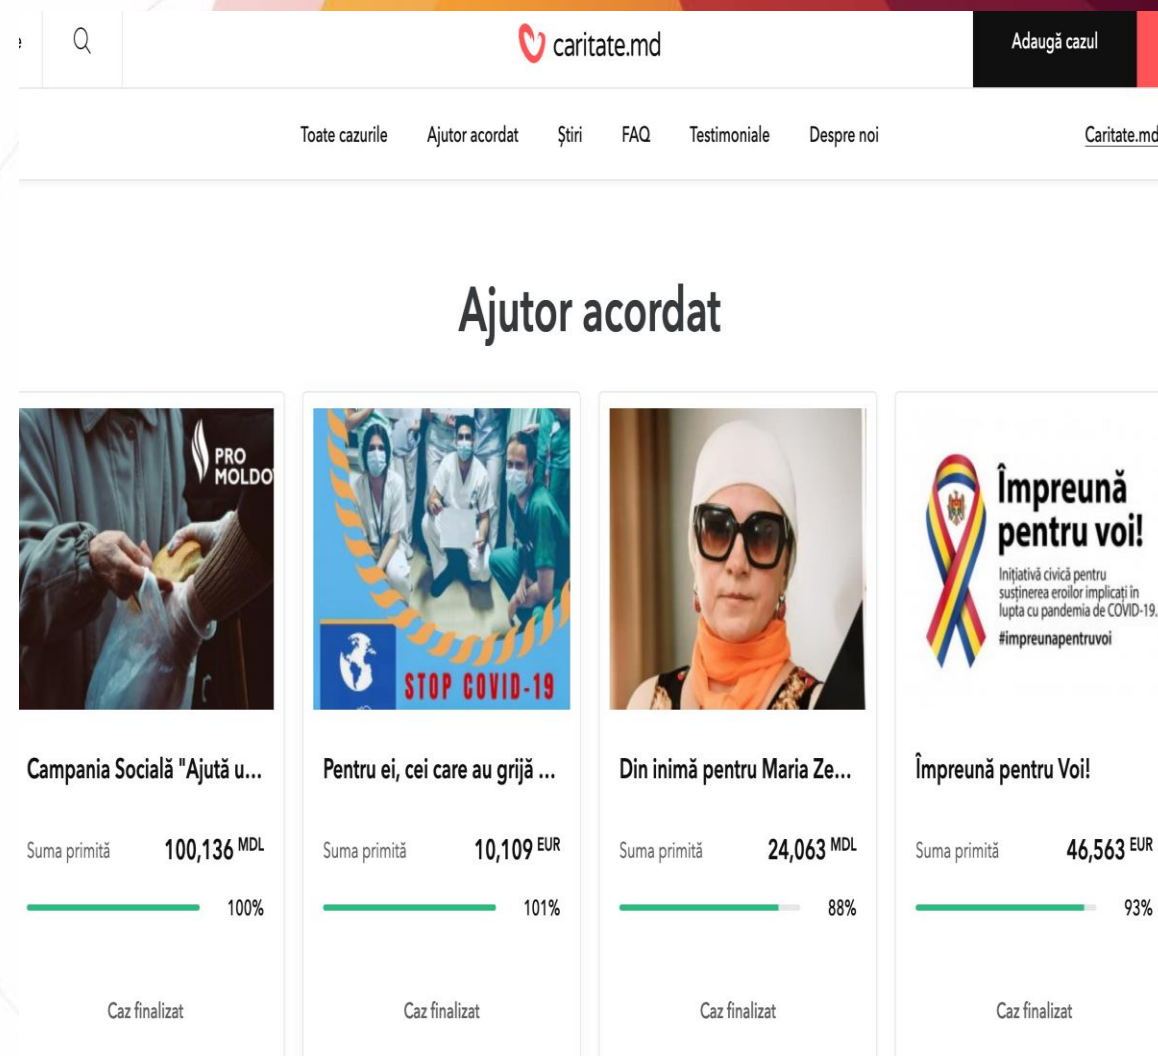 caritate.md
Adaugă cazul
Toate cazurile Ajutor acordat Știri FAQ Testimoniale Despre noi Caritate.md
Ajutor acordat
PRO
MOLDO
STOP COVID-19
Împreună
pentru voi!
Inițiativă civică pentru
susținerea eroilor implicați în
lupta cu pandemia de COVID-19.
#impreunapentruvoi
Campania Socială "Ajută u...
Suma primită 100,136 MDL
100%
Caz finalizat
Pentru ei, cei care au grijă ...
Suma primită 10,109 EUR
101%
Caz finalizat
Din inimă pentru Maria Ze...
Suma primită 24,063 MDL
88%
Caz finalizat
Împreună pentru Voi!
Suma primită 46,563 EUR
93%
Caz finalizat